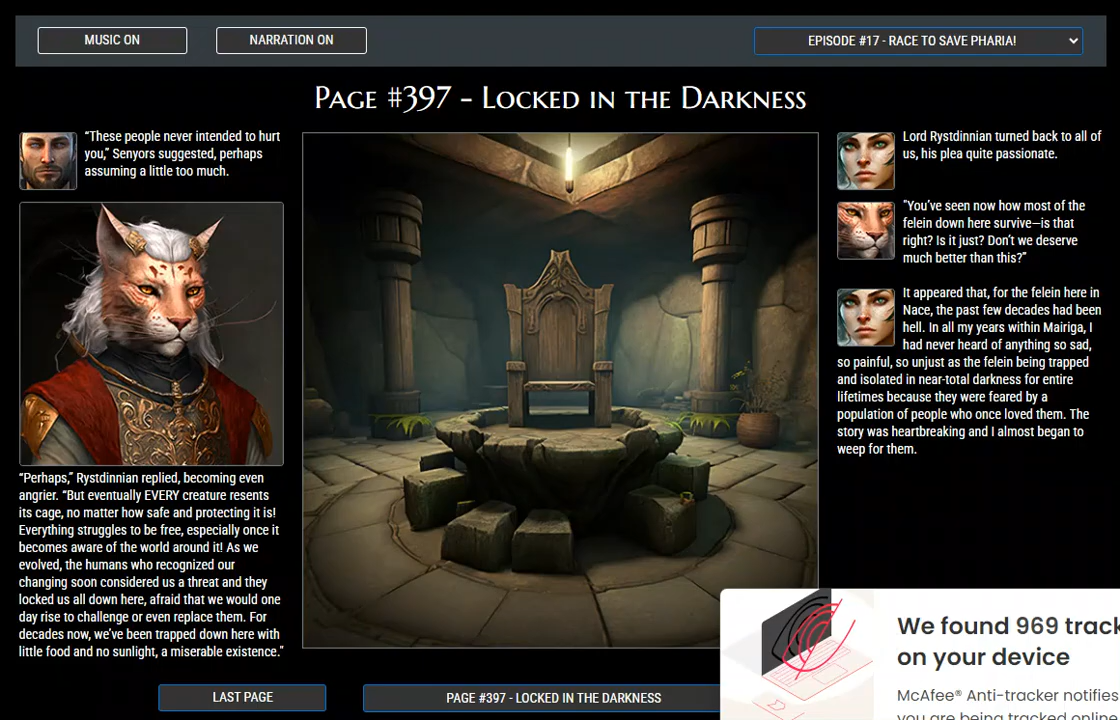 MUSIC ON
NARRATION ON
EPISODE #17 - RACE TO SAVE PHARIA!
Page #397 - Locked in the Darkness
“These people never intended to hurt
you,” Senyors suggested, perhaps
assuming a little too much.
“Perhaps,” Rystdinnian replied, becoming even
angrier. “But eventually EVERY creature resents
its cage, no matter how safe and protecting it is!
Everything struggles to be free, especially once it
becomes aware of the world around it! As we
evolved, the humans who recognized our
changing soon considered us a threat and they
locked us all down here, afraid that we would one
day rise to challenge or even replace them. For
decades now, we’ve been trapped down here with
little food and no sunlight, a miserable existence.”
Lord Rystdinnian turned back to all of
us, his plea quite passionate.
"You’ve seen now how most of the
felein down here survive—is that
right? Is it just? Don’t we deserve
much better than this?”
It appeared that, for the felein here in
Nace, the past few decades had been
hell. In all my years within Mairiga, I
had never heard of anything so sad,
so painful, so unjust as the felein being trapped
and isolated in near-total darkness for entire
lifetimes because they were feared by a
population of people who once loved them. The
story was heartbreaking and I almost began to
weep for them.
LAST PAGE
PAGE #397 - LOCKED IN THE DARKNESS
We found 969 track
on your device
McAfee® Anti-tracker notifies
you are being tracked online